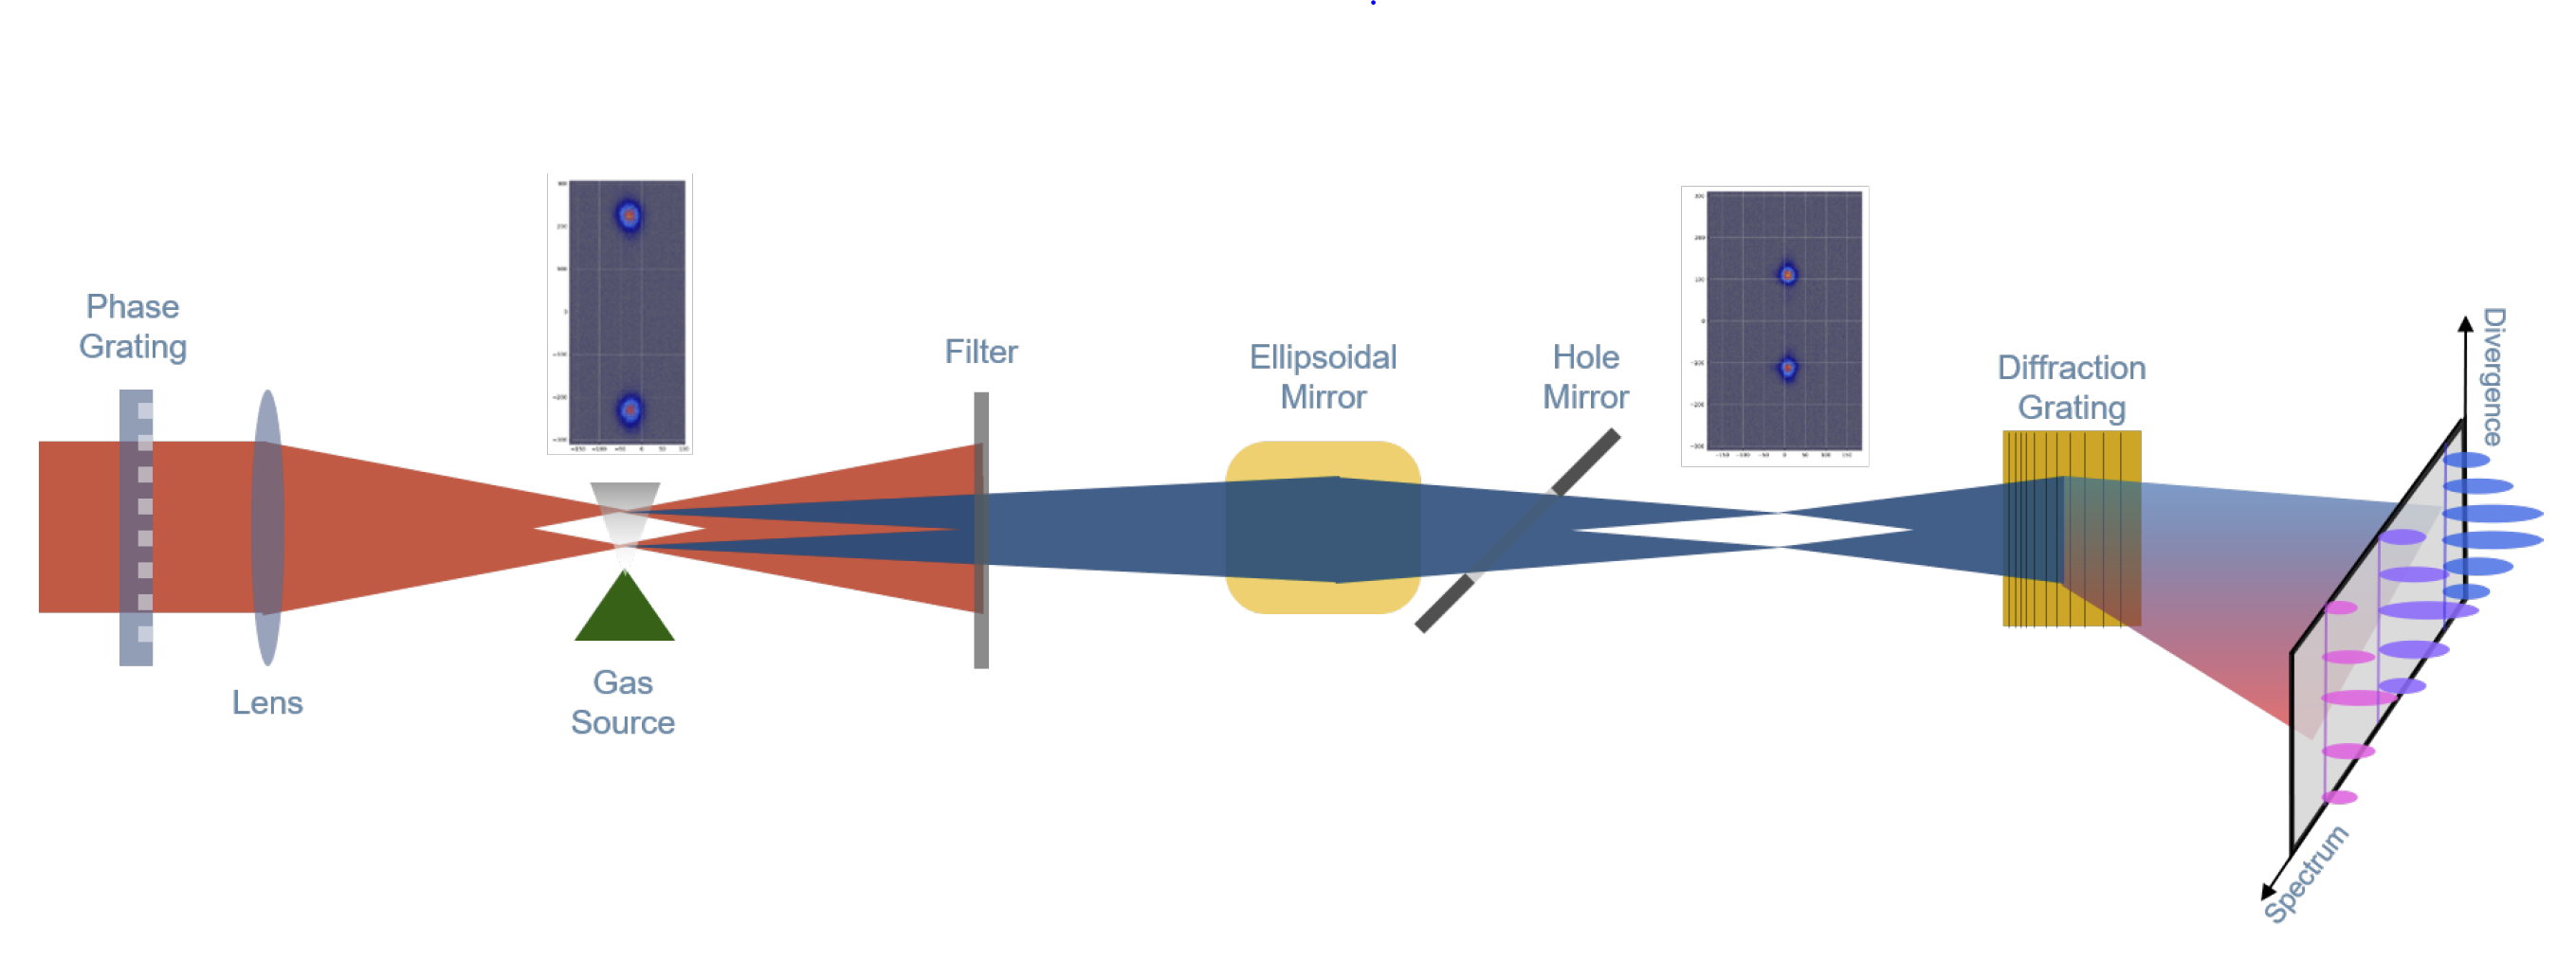 Phase
Grating
Lens
Gas
Source
Filter
Ellipsoidal
Mirror
Hole
Mirror
Diffraction
Grating
Divergence
Spectrum